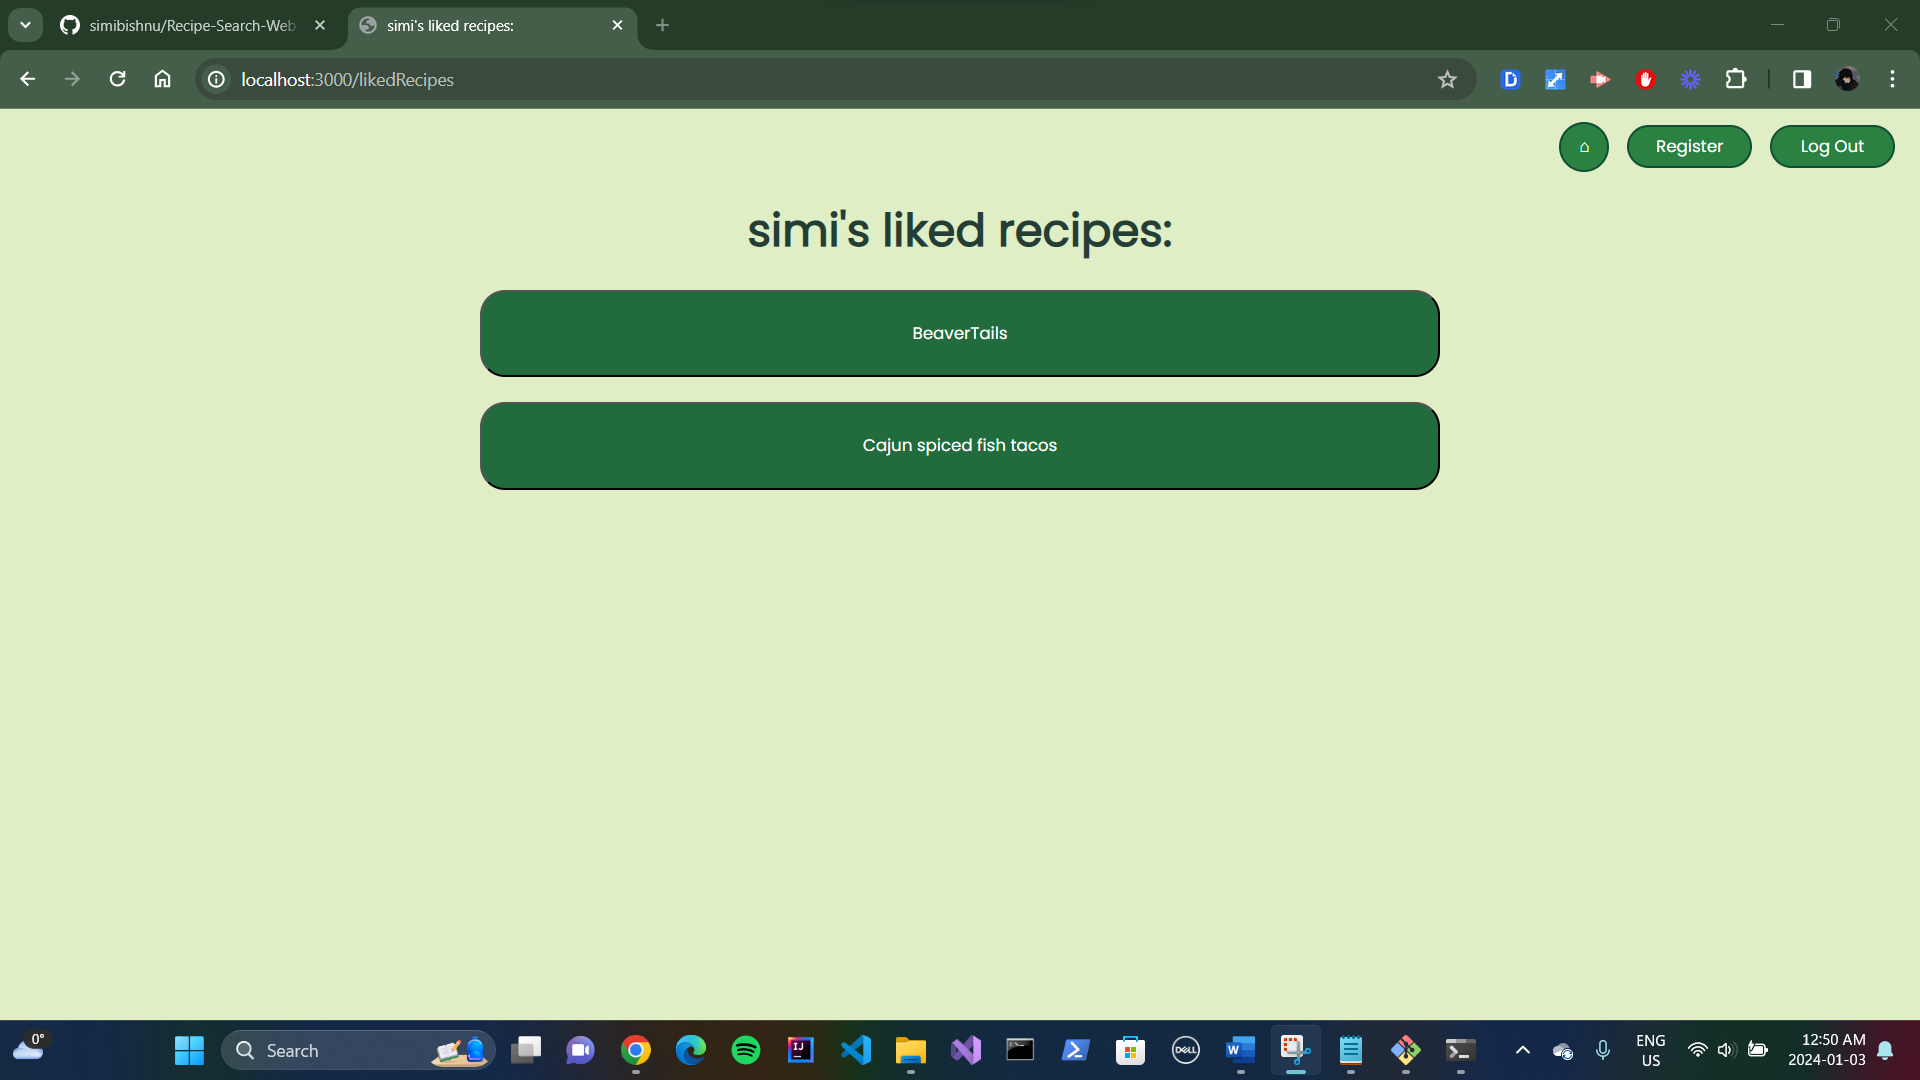 simibishnu/Recipe-Search-Web
simi's liked recipes:
localhost:3000/likedRecipes
Register
Log Out
simi's liked recipes:
BeaverTails
Cajun spiced fish tacos
0°
Search
ENG
US
12:50 AM
2024-01-03